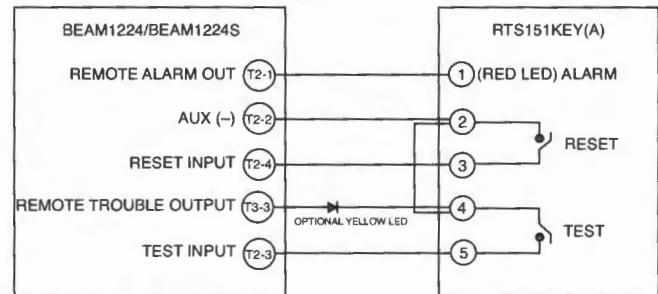 BEAM1224/BEAM1224S
RTS151KEY(A)
REMOTE ALARM OUT T2-1 1 (RED LED) ALARM
AUX (–) T2-2 2
RESET
RESET INPUT T2-4 3
REMOTE TROUBLE OUTPUT T3-3 4
OPTIONAL YELLOW LED
TEST
TEST INPUT T2-3 5